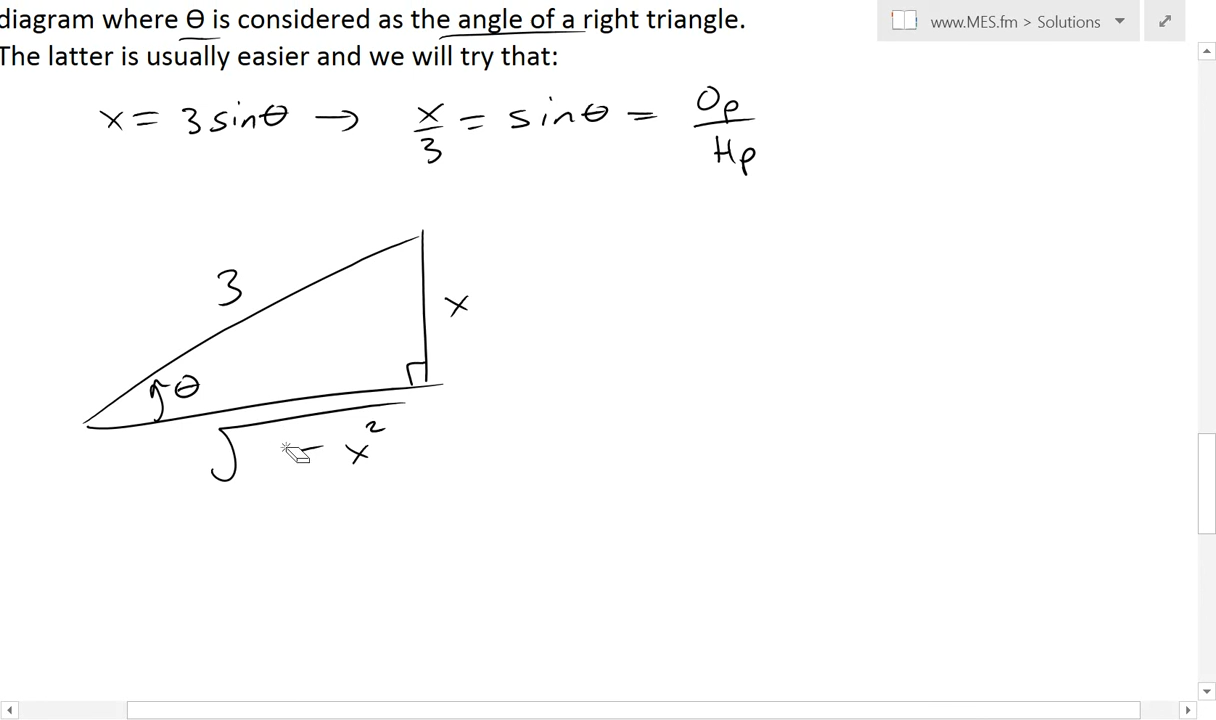 diagram where Θ is considered as the angle of a right triangle.
www.MES.fm > Solutions
The latter is usually easier and we will try that:
x = 3 sinθ → x/3 = sinθ = Op/Hp
3
x
θ
√ - x²